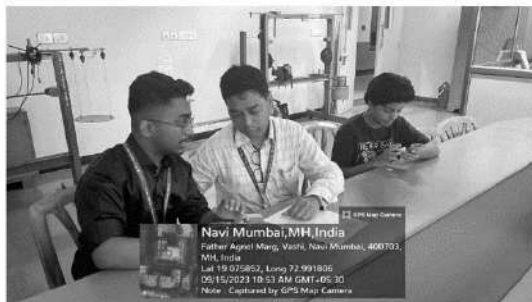 GPS Map Camera
Navi Mumbai,MH,India
Father Agnel Marg, Vashi, Navi Mumbai, 400703,
MH, India
Lat 19.075852, Long 72.991806
09/15/2023 10:53 AM GMT+05:30
Note : Captured by GPS Map Camera